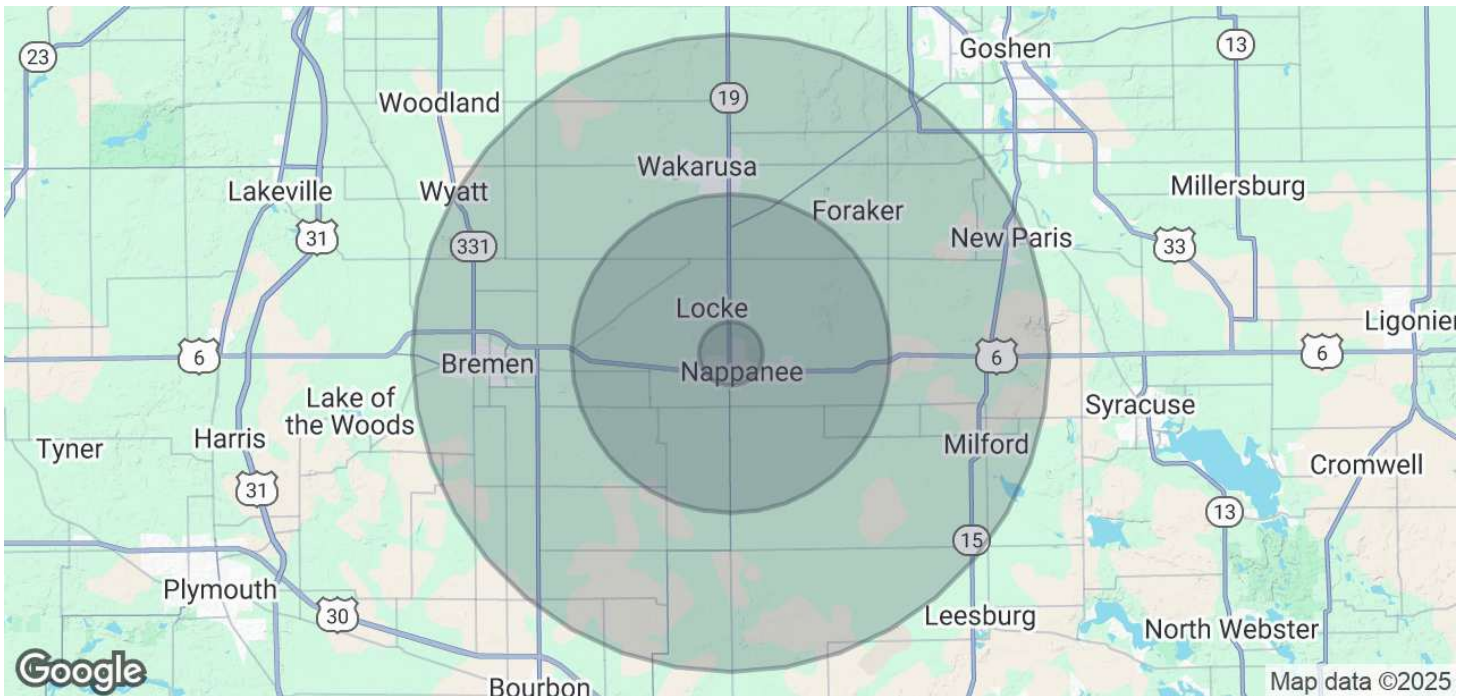 Goshen
13
23
19
Woodland
Wakarusa
Lakeville
Wyatt
Millersburg
Foraker
31
331
New Paris
33
Locke
Ligonier
6
6
6
Bremen
Nappanee
Lake of
the Woods
Syracuse
Tyner
Harris
Milford
Cromwell
31
13
15
Plymouth
30
Leesburg
North Webster
Google
Bourbon
Map data ©2025